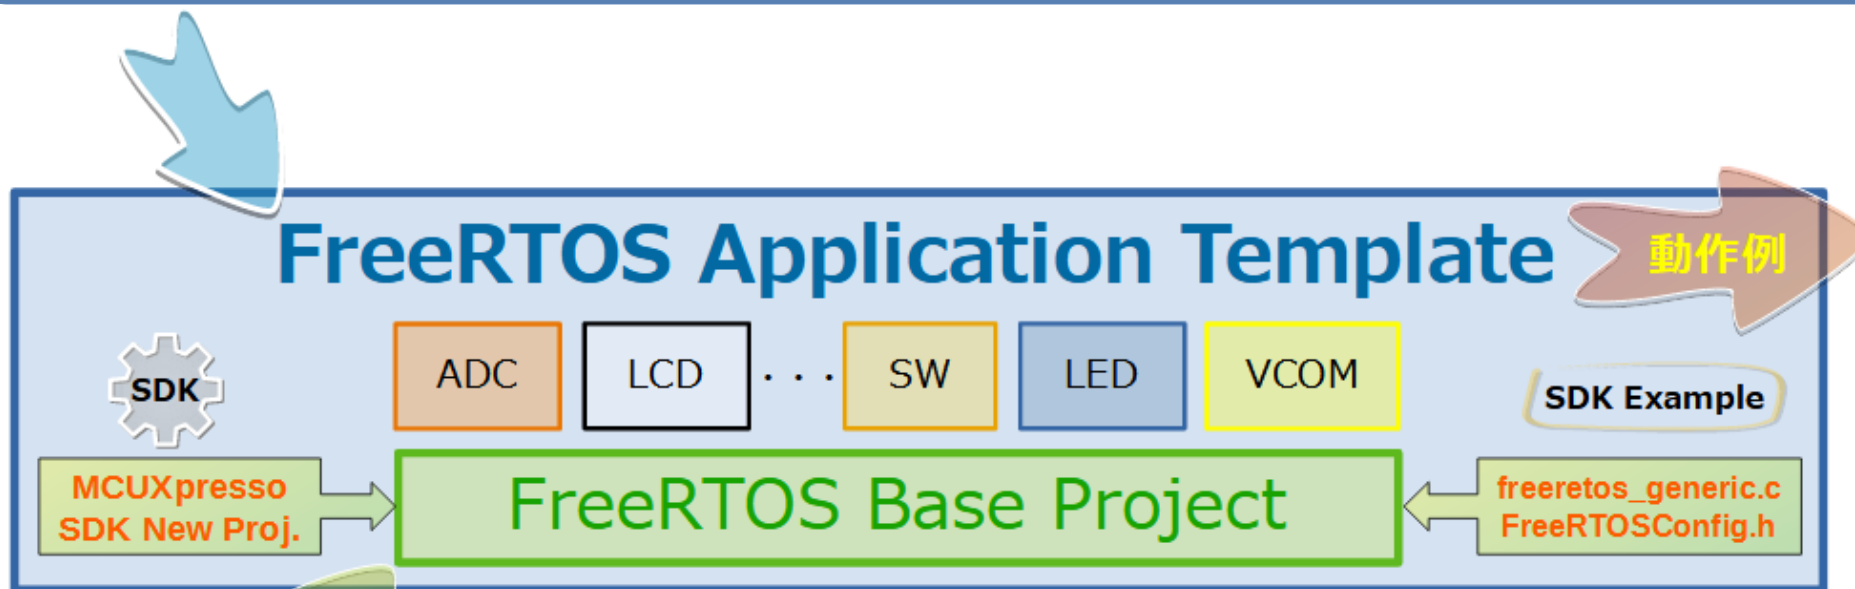 FreeRTOS Application Template
動作例
ADC
LCD
・・・
SW
LED
VCOM
SDK
SDK Example
MCUXpresso
SDK New Proj.
FreeRTOS Base Project
freeretos_generic.c
FreeRTOSConfig.h